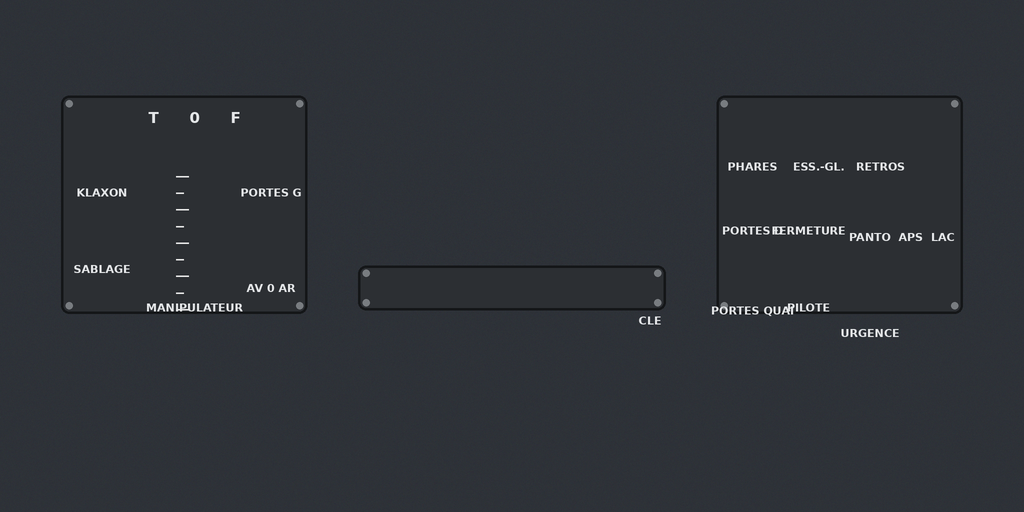 T 0 F
KLAXON
PORTES G
SABLAGE
AV 0 AR
MANIPULATEUR
CLE
PHARES ESS.-GL. RETROS
PORTES D FERMETURE
PANTO APS LAC
PORTES QUAI PILOTE
URGENCE